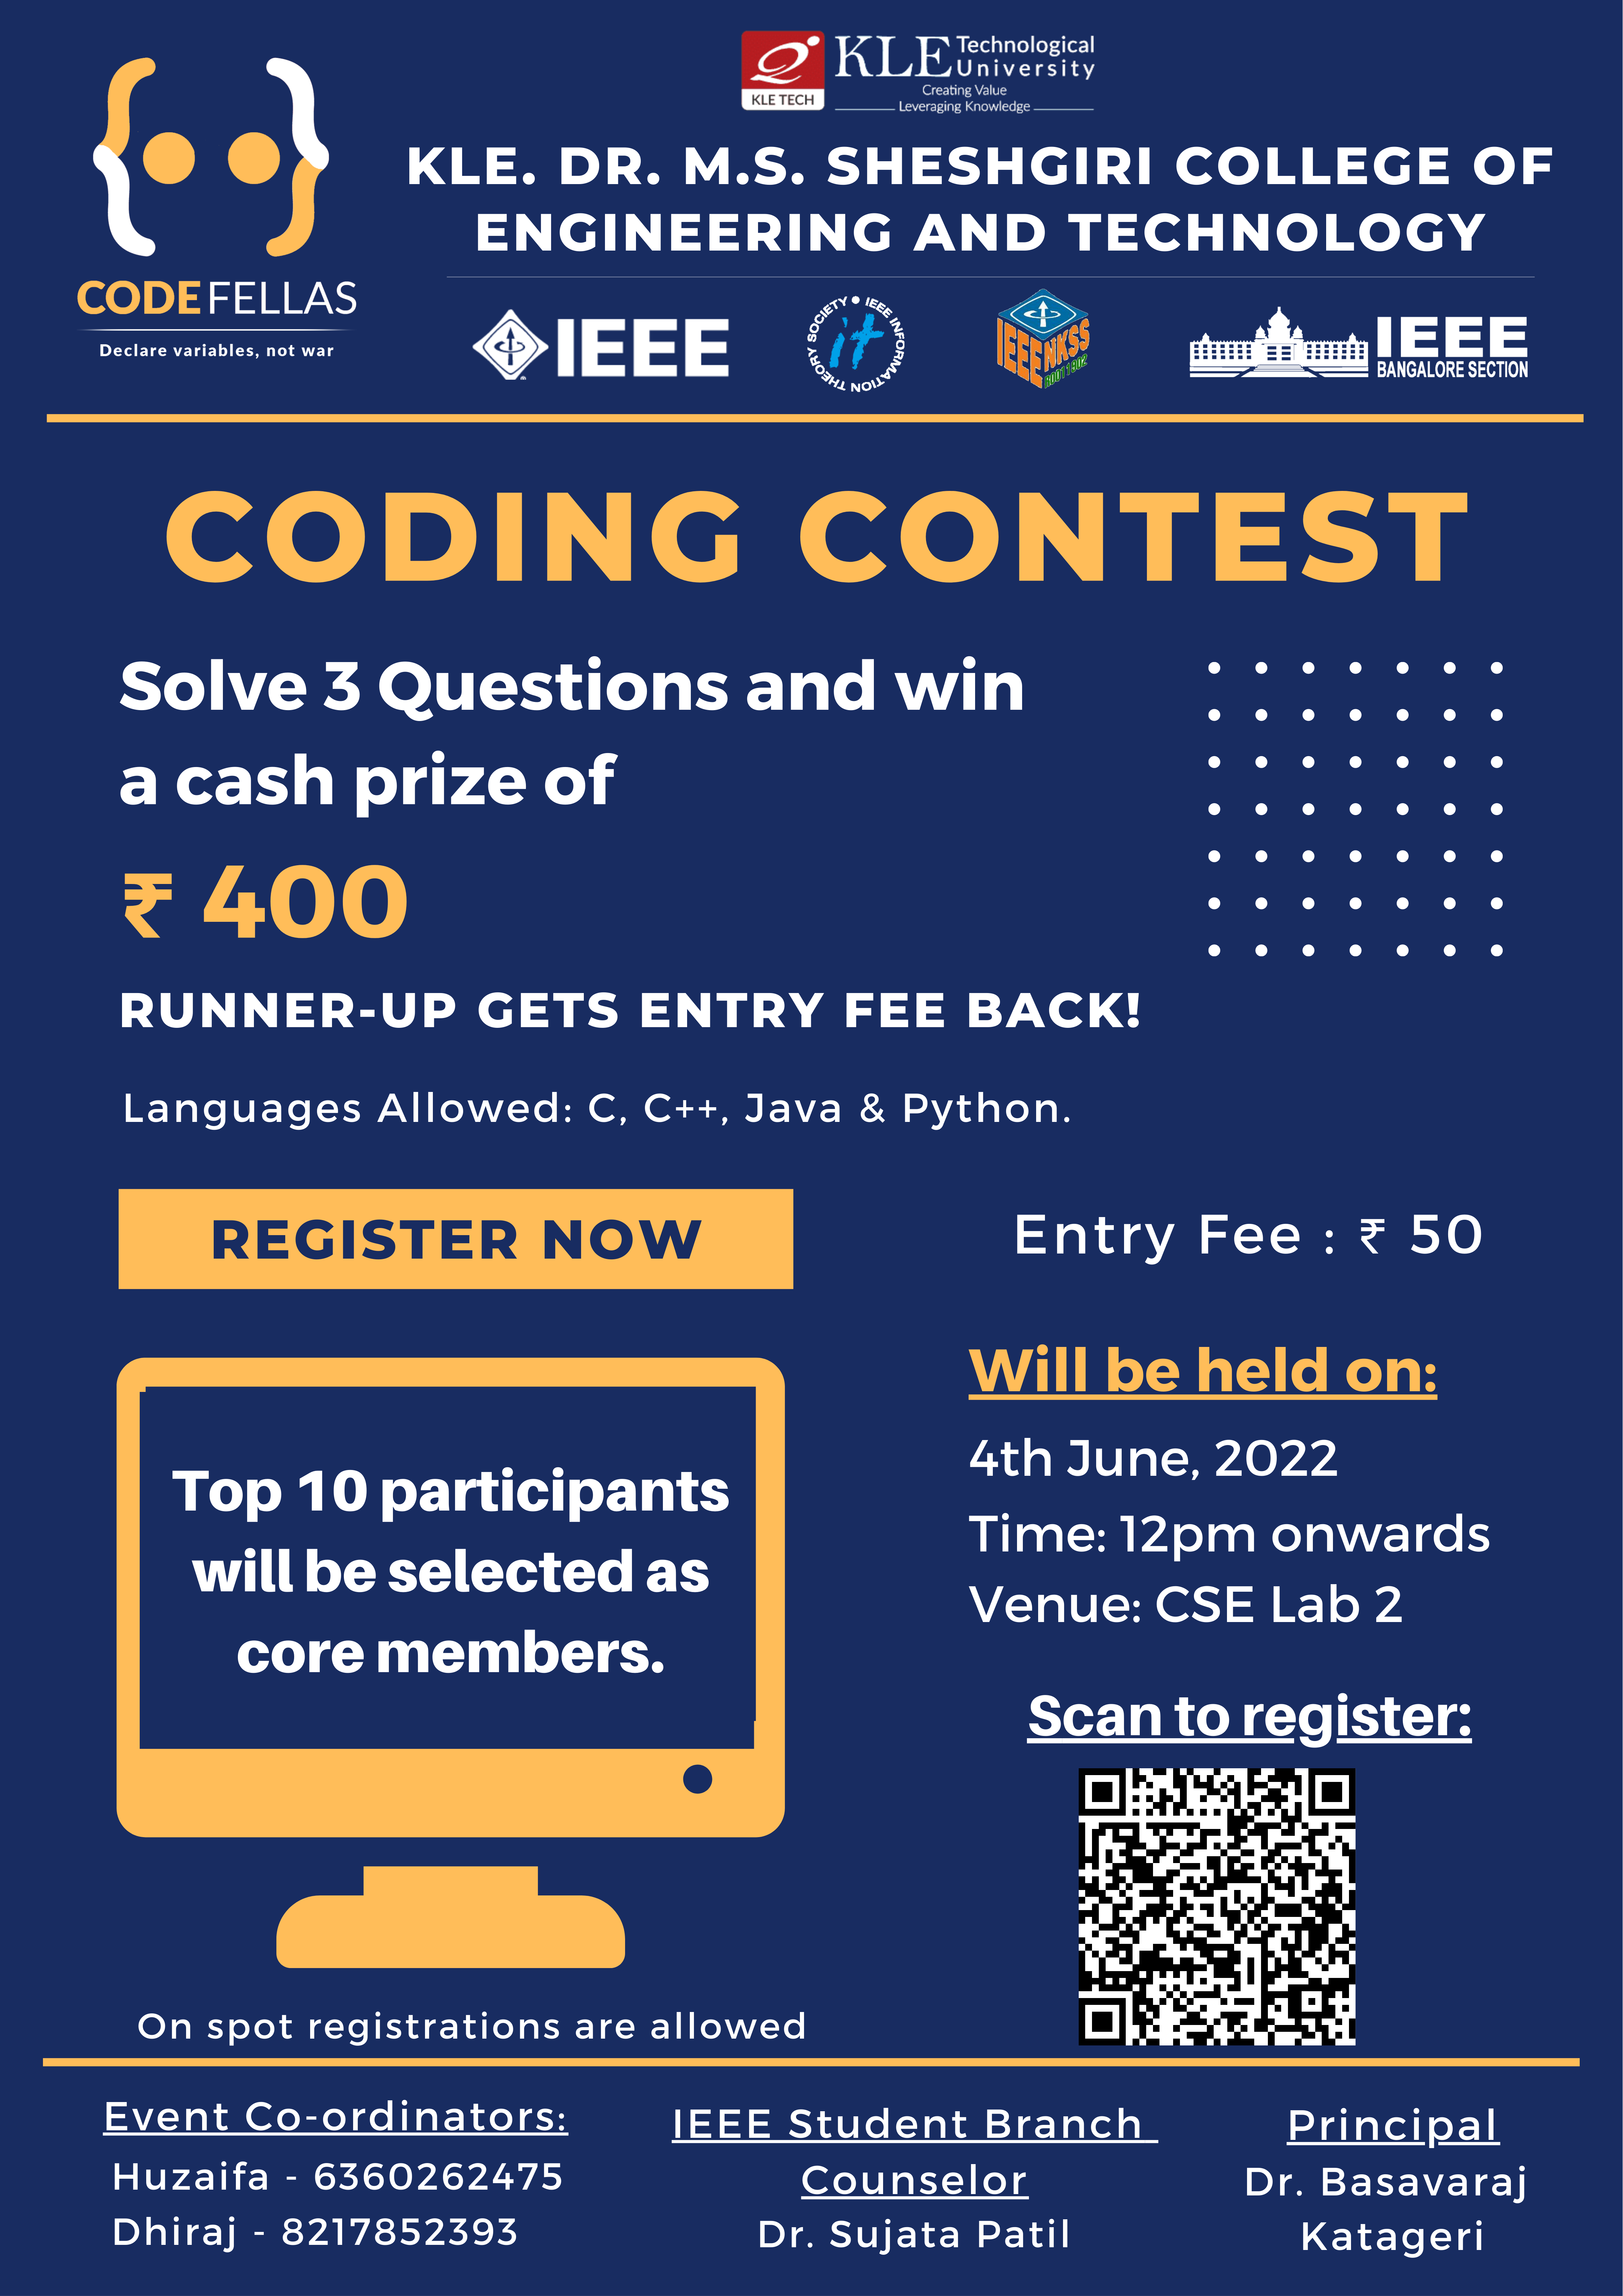 KLE TECH
KLE Technological University
Creating Value
Leveraging Knowledge
KLE. DR. M.S. SHESHGIRI COLLEGE OF
ENGINEERING AND TECHNOLOGY
CODEFELLAS
Declare variables, not war
IEEE
IEEE INFORMATION THEORY SOCIETY
it
IEEE NKSS
IEEE
BANGALORE SECTION
CODING CONTEST
Solve 3 Questions and win
a cash prize of
₹ 400
RUNNER-UP GETS ENTRY FEE BACK!
Languages Allowed: C, C++, Java & Python.
REGISTER NOW
Entry Fee : ₹ 50
Top 10 participants
will be selected as
core members.
Will be held on:
4th June, 2022
Time: 12pm onwards
Venue: CSE Lab 2
Scan to register:
On spot registrations are allowed
Event Co-ordinators:
Huzaifa - 6360262475
Dhiraj - 8217852393
IEEE Student Branch
Counselor
Dr. Sujata Patil
Principal
Dr. Basavaraj
Katageri